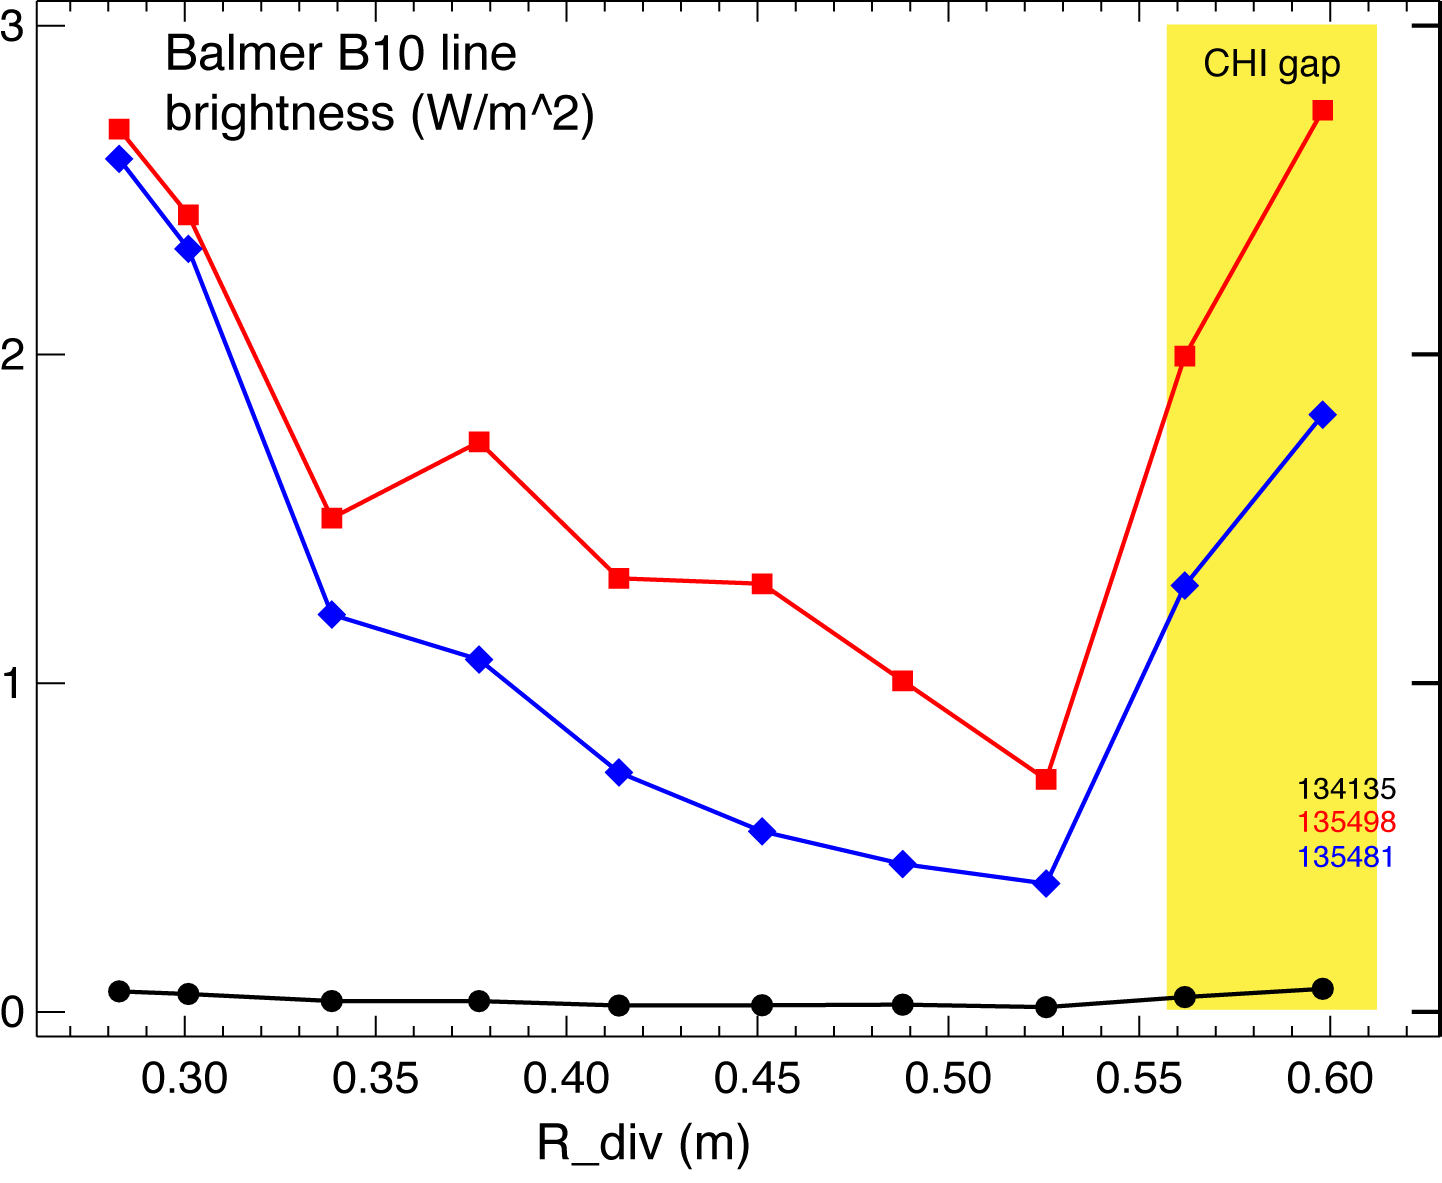 Balmer B10 line
brightness (W/m^2)
CHI gap
3
2
1
0
134135
135498
135481
0.30 0.35 0.40 0.45 0.50 0.55 0.60
R_div (m)